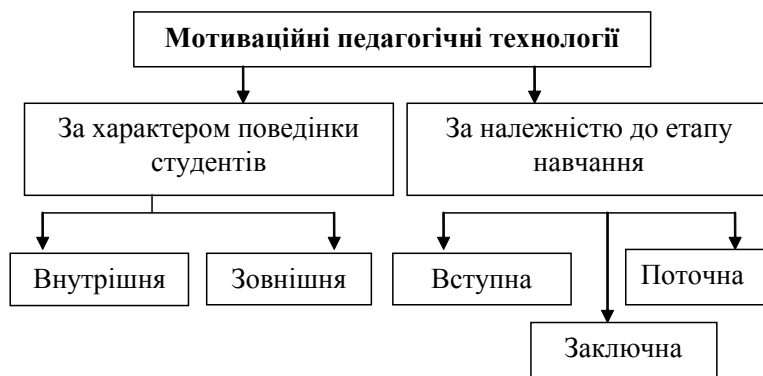 Мотиваційні педагогічні технології
За характером поведінки
студентів
За належністю до етапу
навчання
Внутрішня
Зовнішня
Вступна
Поточна
Заключна